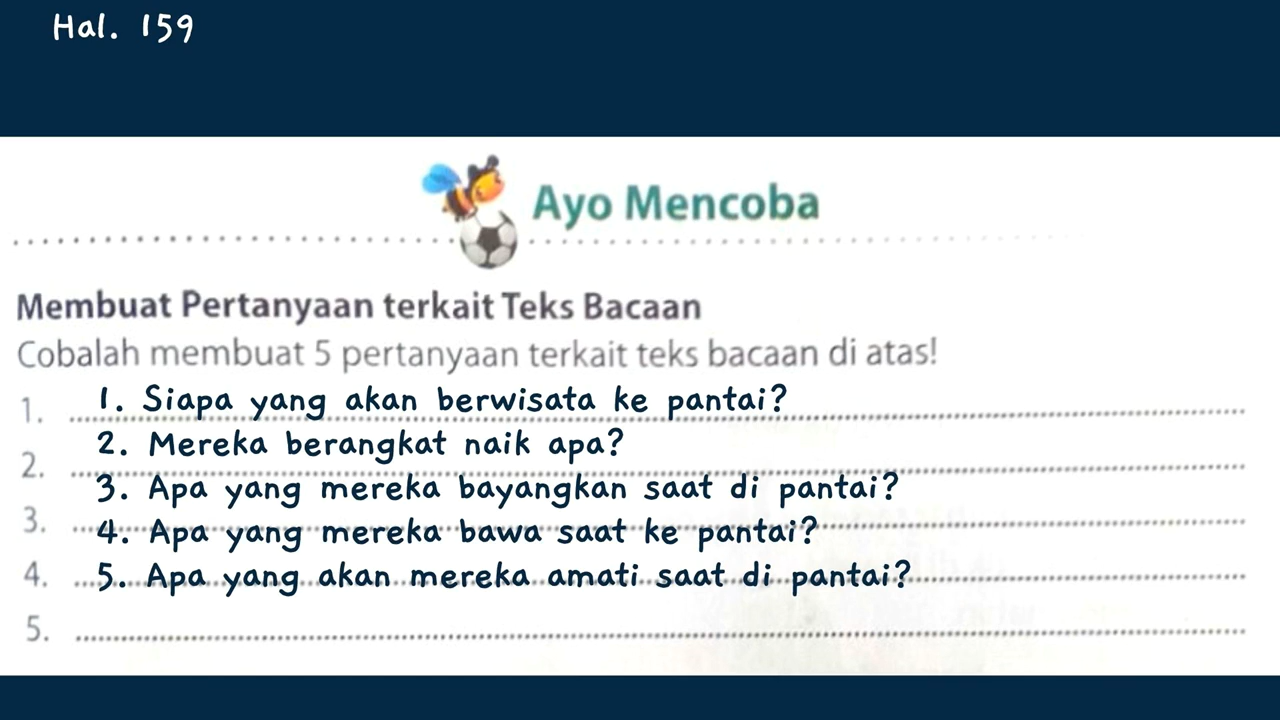 Hal. 159
Ayo Mencoba
Membuat Pertanyaan terkait Teks Bacaan
Cobalah membuat 5 pertanyaan terkait teks bacaan di atas!
1. 1. Siapa yang akan berwisata ke pantai?
2. 2. Mereka berangkat naik apa?
3. 3. Apa yang mereka bayangkan saat di pantai?
4. 4. Apa yang mereka bawa saat ke pantai?
5. 5. Apa yang akan mereka amati saat di pantai?